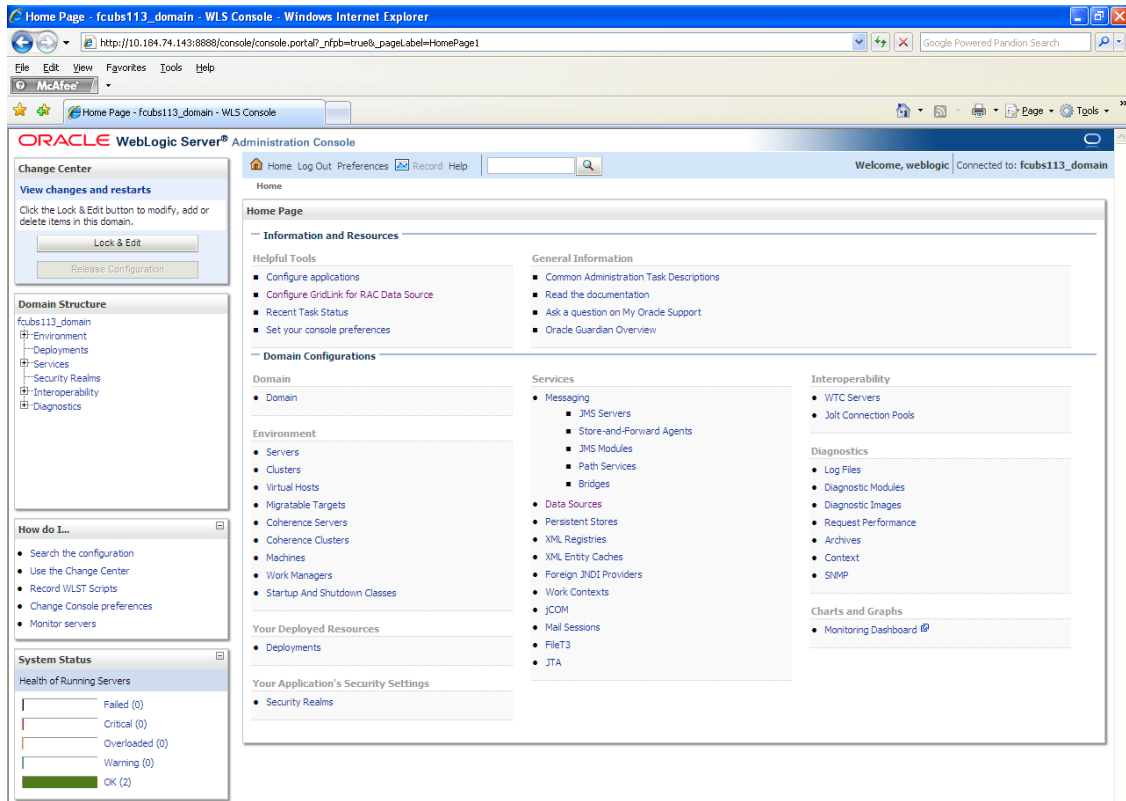 Home Page - fcubs113_domain - WLS Console - Windows Internet Explorer
http://10.184.74.143:8888/console/console.portal?_nfpb=true&_pageLabel=HomePage1
Google Powered Pandion Search
File Edit View Favorites Tools Help
McAfee
Home Page - fcubs113_domain - WLS Console
Page Tools
ORACLE WebLogic Server® Administration Console
Change Center
View changes and restarts
Click the Lock & Edit button to modify, add or
delete items in this domain.
Lock & Edit
Release Configuration
Domain Structure
fcubs113_domain
Environment
Deployments
Services
Security Realms
Interoperability
Diagnostics
How do I...
Search the configuration
Use the Change Center
Record WLST Scripts
Change Console preferences
Monitor servers
System Status
Health of Running Servers
Failed (0)
Critical (0)
Overloaded (0)
Warning (0)
OK (2)
Home Log Out Preferences Record Help
Welcome, weblogic Connected to: fcubs113_domain
Home
Home Page
Information and Resources
Helpful Tools
Configure applications
Configure GridLink for RAC Data Source
Recent Task Status
Set your console preferences
General Information
Common Administration Task Descriptions
Read the documentation
Ask a question on My Oracle Support
Oracle Guardian Overview
Domain Configurations
Domain
Domain
Environment
Servers
Clusters
Virtual Hosts
Migratable Targets
Coherence Servers
Coherence Clusters
Machines
Work Managers
Startup And Shutdown Classes
Your Deployed Resources
Deployments
Your Application's Security Settings
Security Realms
Services
Messaging
JMS Servers
Store-and-Forward Agents
JMS Modules
Path Services
Bridges
Data Sources
Persistent Stores
XML Registries
XML Entity Caches
Foreign JNDI Providers
Work Contexts
jCOM
Mail Sessions
FileT3
JTA
Interoperability
WTC Servers
Jolt Connection Pools
Diagnostics
Log Files
Diagnostic Modules
Diagnostic Images
Request Performance
Archives
Context
SNMP
Charts and Graphs
Monitoring Dashboard